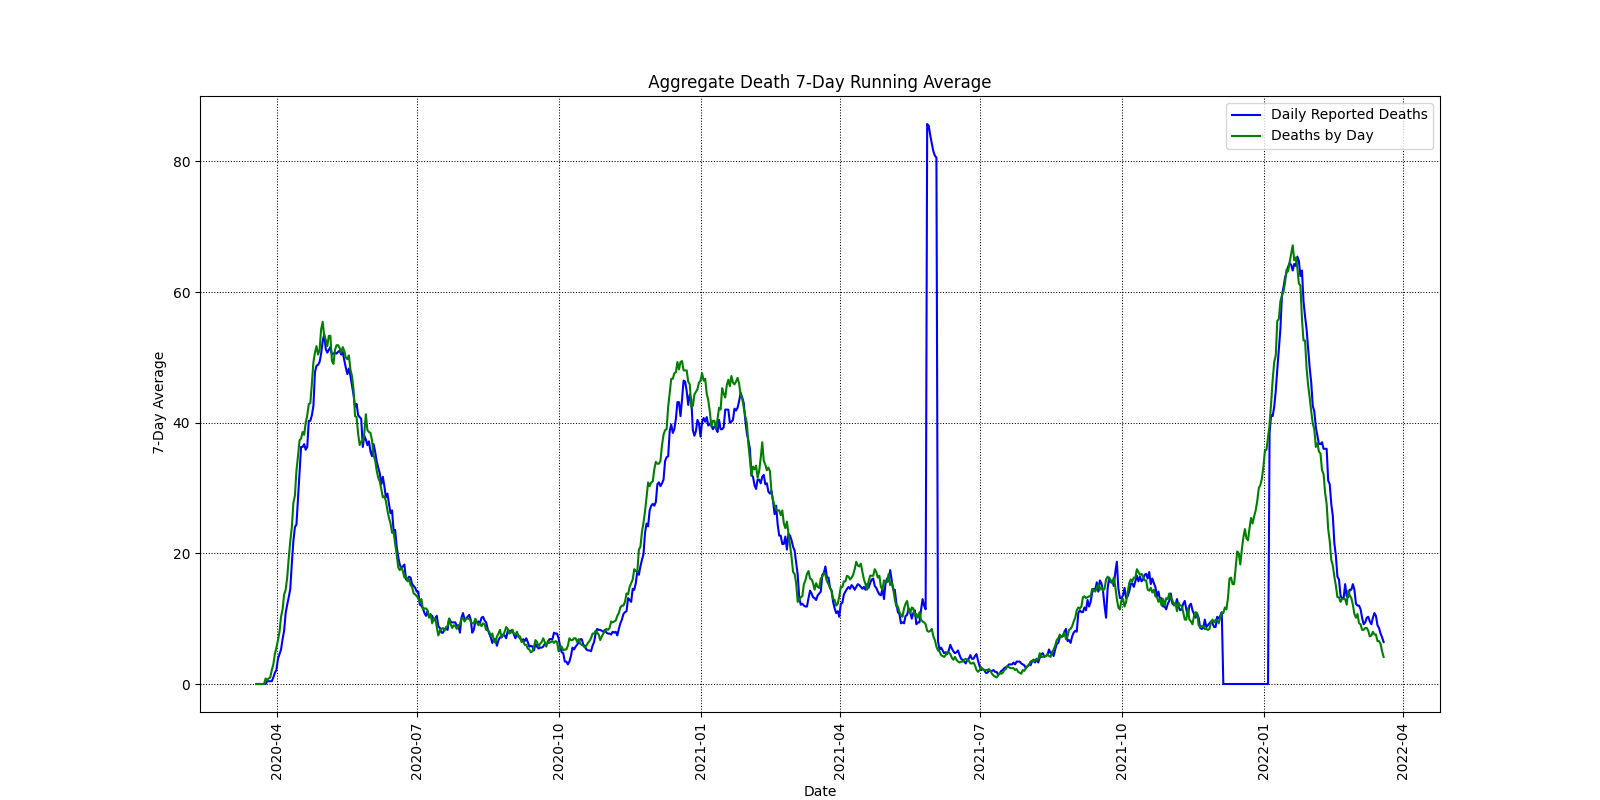 Aggregate Death 7-Day Running Average
Daily Reported Deaths
Deaths by Day
7-Day Average
80
60
40
20
0
2020-04
2020-07
2020-10
2021-01
2021-04
2021-07
2021-10
2022-01
2022-04
Date